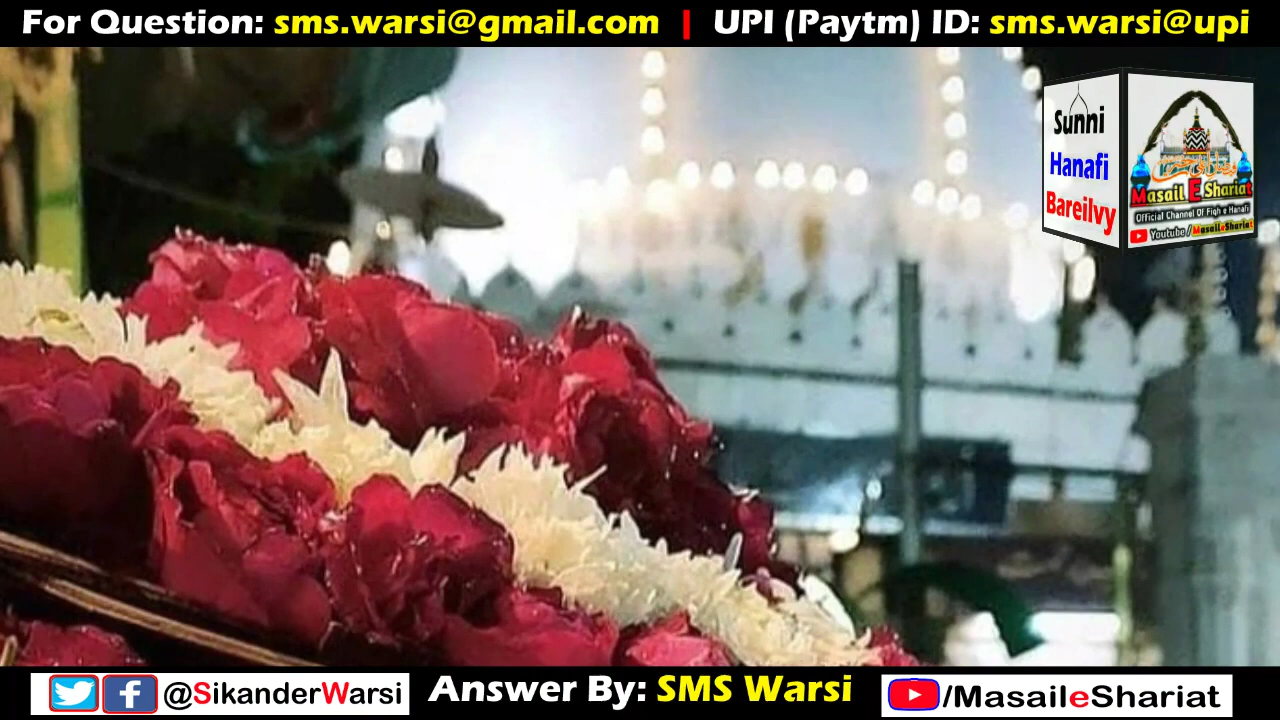 For Question: sms.warsi@gmail.com | UPI (Paytm) ID: sms.warsi@upi
Sunni
Hanafi
Bareilvy
Masail E Shariat
Official Channel Of Fiqh e Hanafi
Youtube / MasaileShariat
@SikanderWarsi
Answer By: SMS Warsi
/MasaileShariat